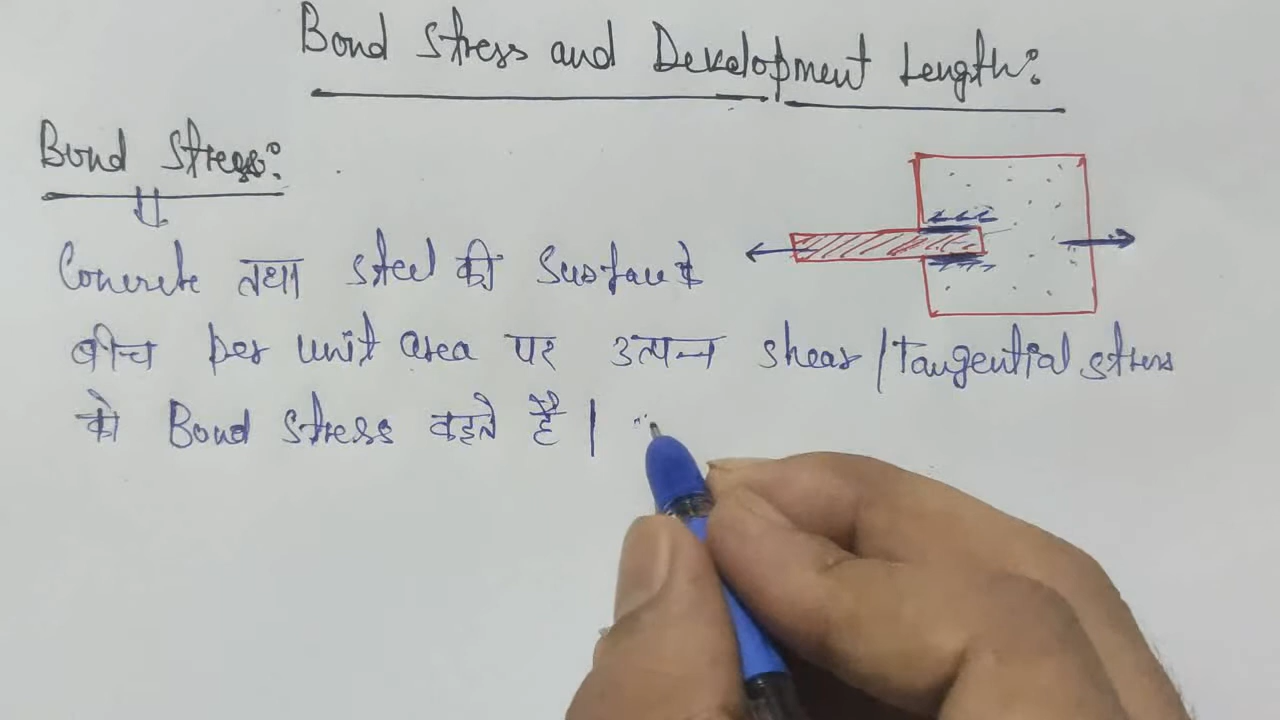 Bond Stress and Development Length:
Bond Stress:
Concrete तथा Steel की Surface के
बीच per unit area पर उत्पन्न shear / Tangential stress
को Bond stress कहते है |